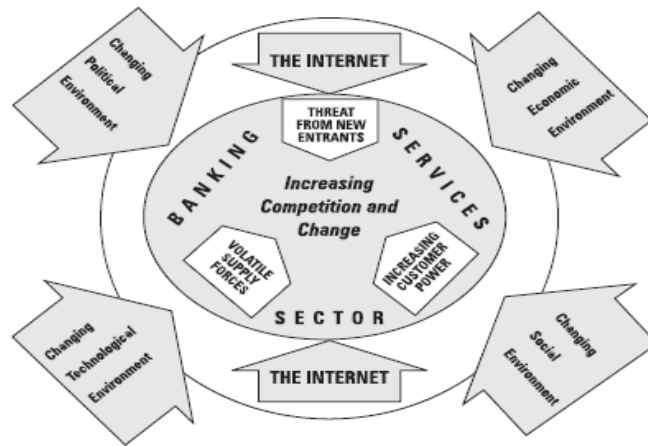 Changing
Political
Environment
THE INTERNET
Changing
Economic
Environment
THREAT
FROM NEW
ENTRANTS
BANKING
SERVICES
Increasing
Competition and
Change
VOLATILE
SUPPLY
FORCES
INCREASING
CUSTOMER
POWER
SECTOR
Changing
Technological
Environment
THE INTERNET
Changing
Social
Environment